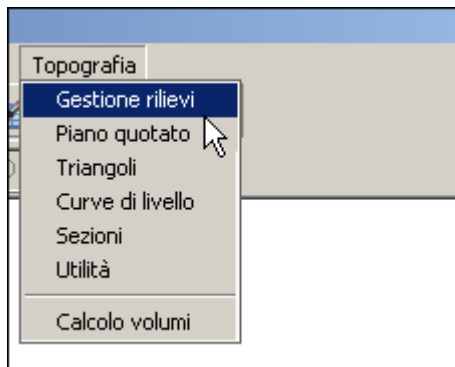 Topografia
Gestione rilievi
Piano quotato
Triangoli
Curve di livello
Sezioni
Utilità
Calcolo volumi